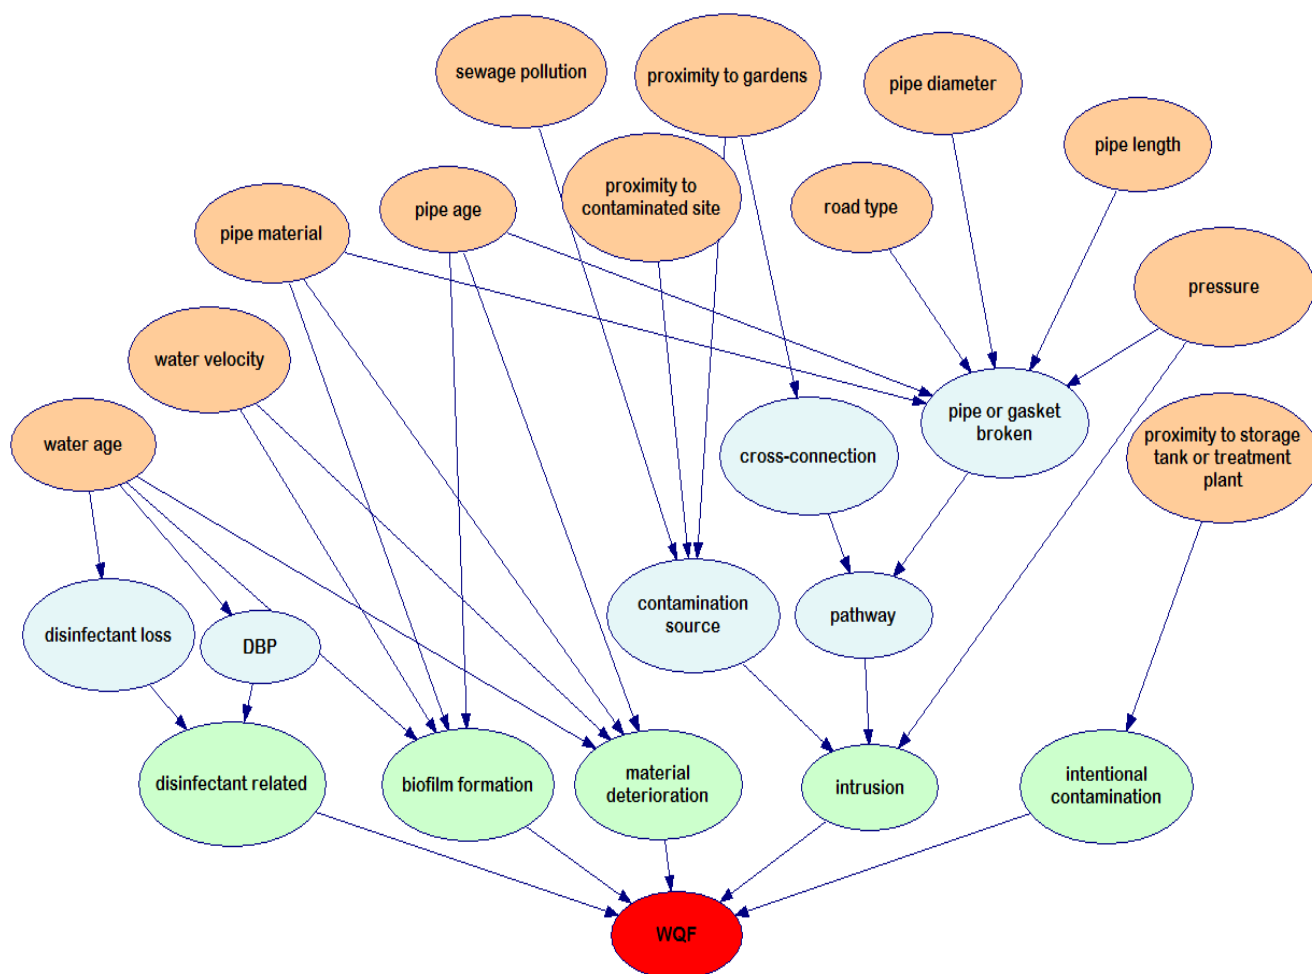 sewage pollution
proximity to gardens
pipe diameter
pipe length
proximity to
contaminated site
pipe age
road type
pipe material
pressure
water velocity
pipe or gasket
broken
water age
cross-connection
proximity to storage
tank or treatment
plant
contamination
source
pathway
disinfectant loss
DBP
disinfectant related
biofilm formation
material
deterioration
intrusion
intentional
contamination
WQF